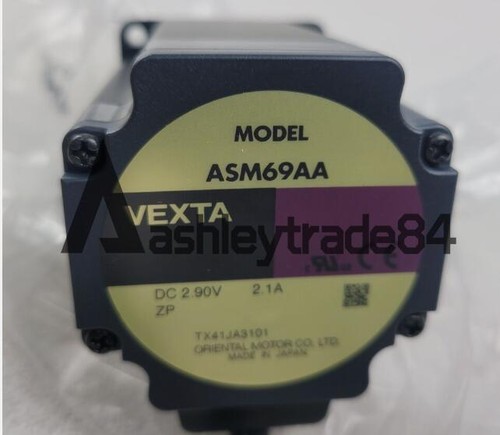 MODEL
ASM69AA
VEXTA
ashleytrade84
DC 2.90V 2.1A
ZP
TX41JA3101
ORIENTAL MOTOR CO. LTD.
MADE IN JAPAN